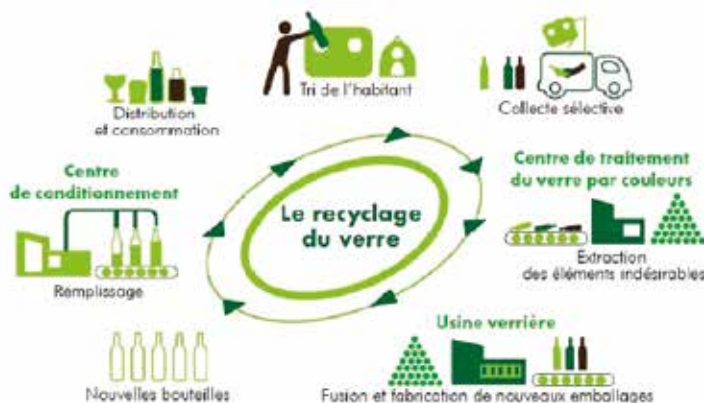 Tri de l'habitant
Collecte sélective
Distribution
et consommation
Centre de traitement
du verre par couleurs
Centre
de conditionnement
Le recyclage
du verre
Extraction
des éléments indésirables
Remplissage
Usine verrière
Nouvelles bouteilles
Fusion et fabrication de nouveaux emballages